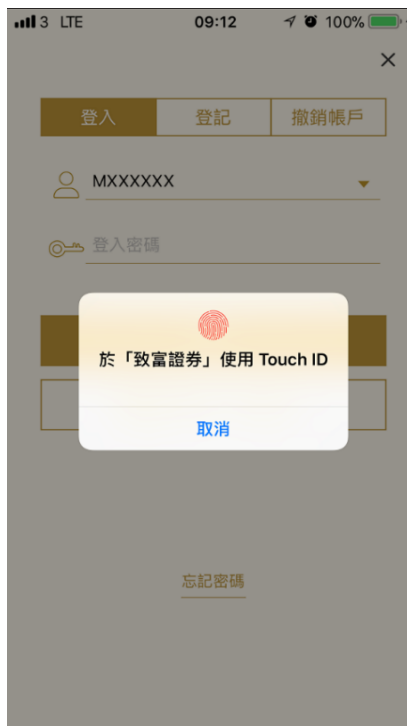 3 LTE 09:12 100%
登入 登記 撤銷帳戶
MXXXXXX
登入密碼
於「致富證券」使用 Touch ID
取消
忘記密碼